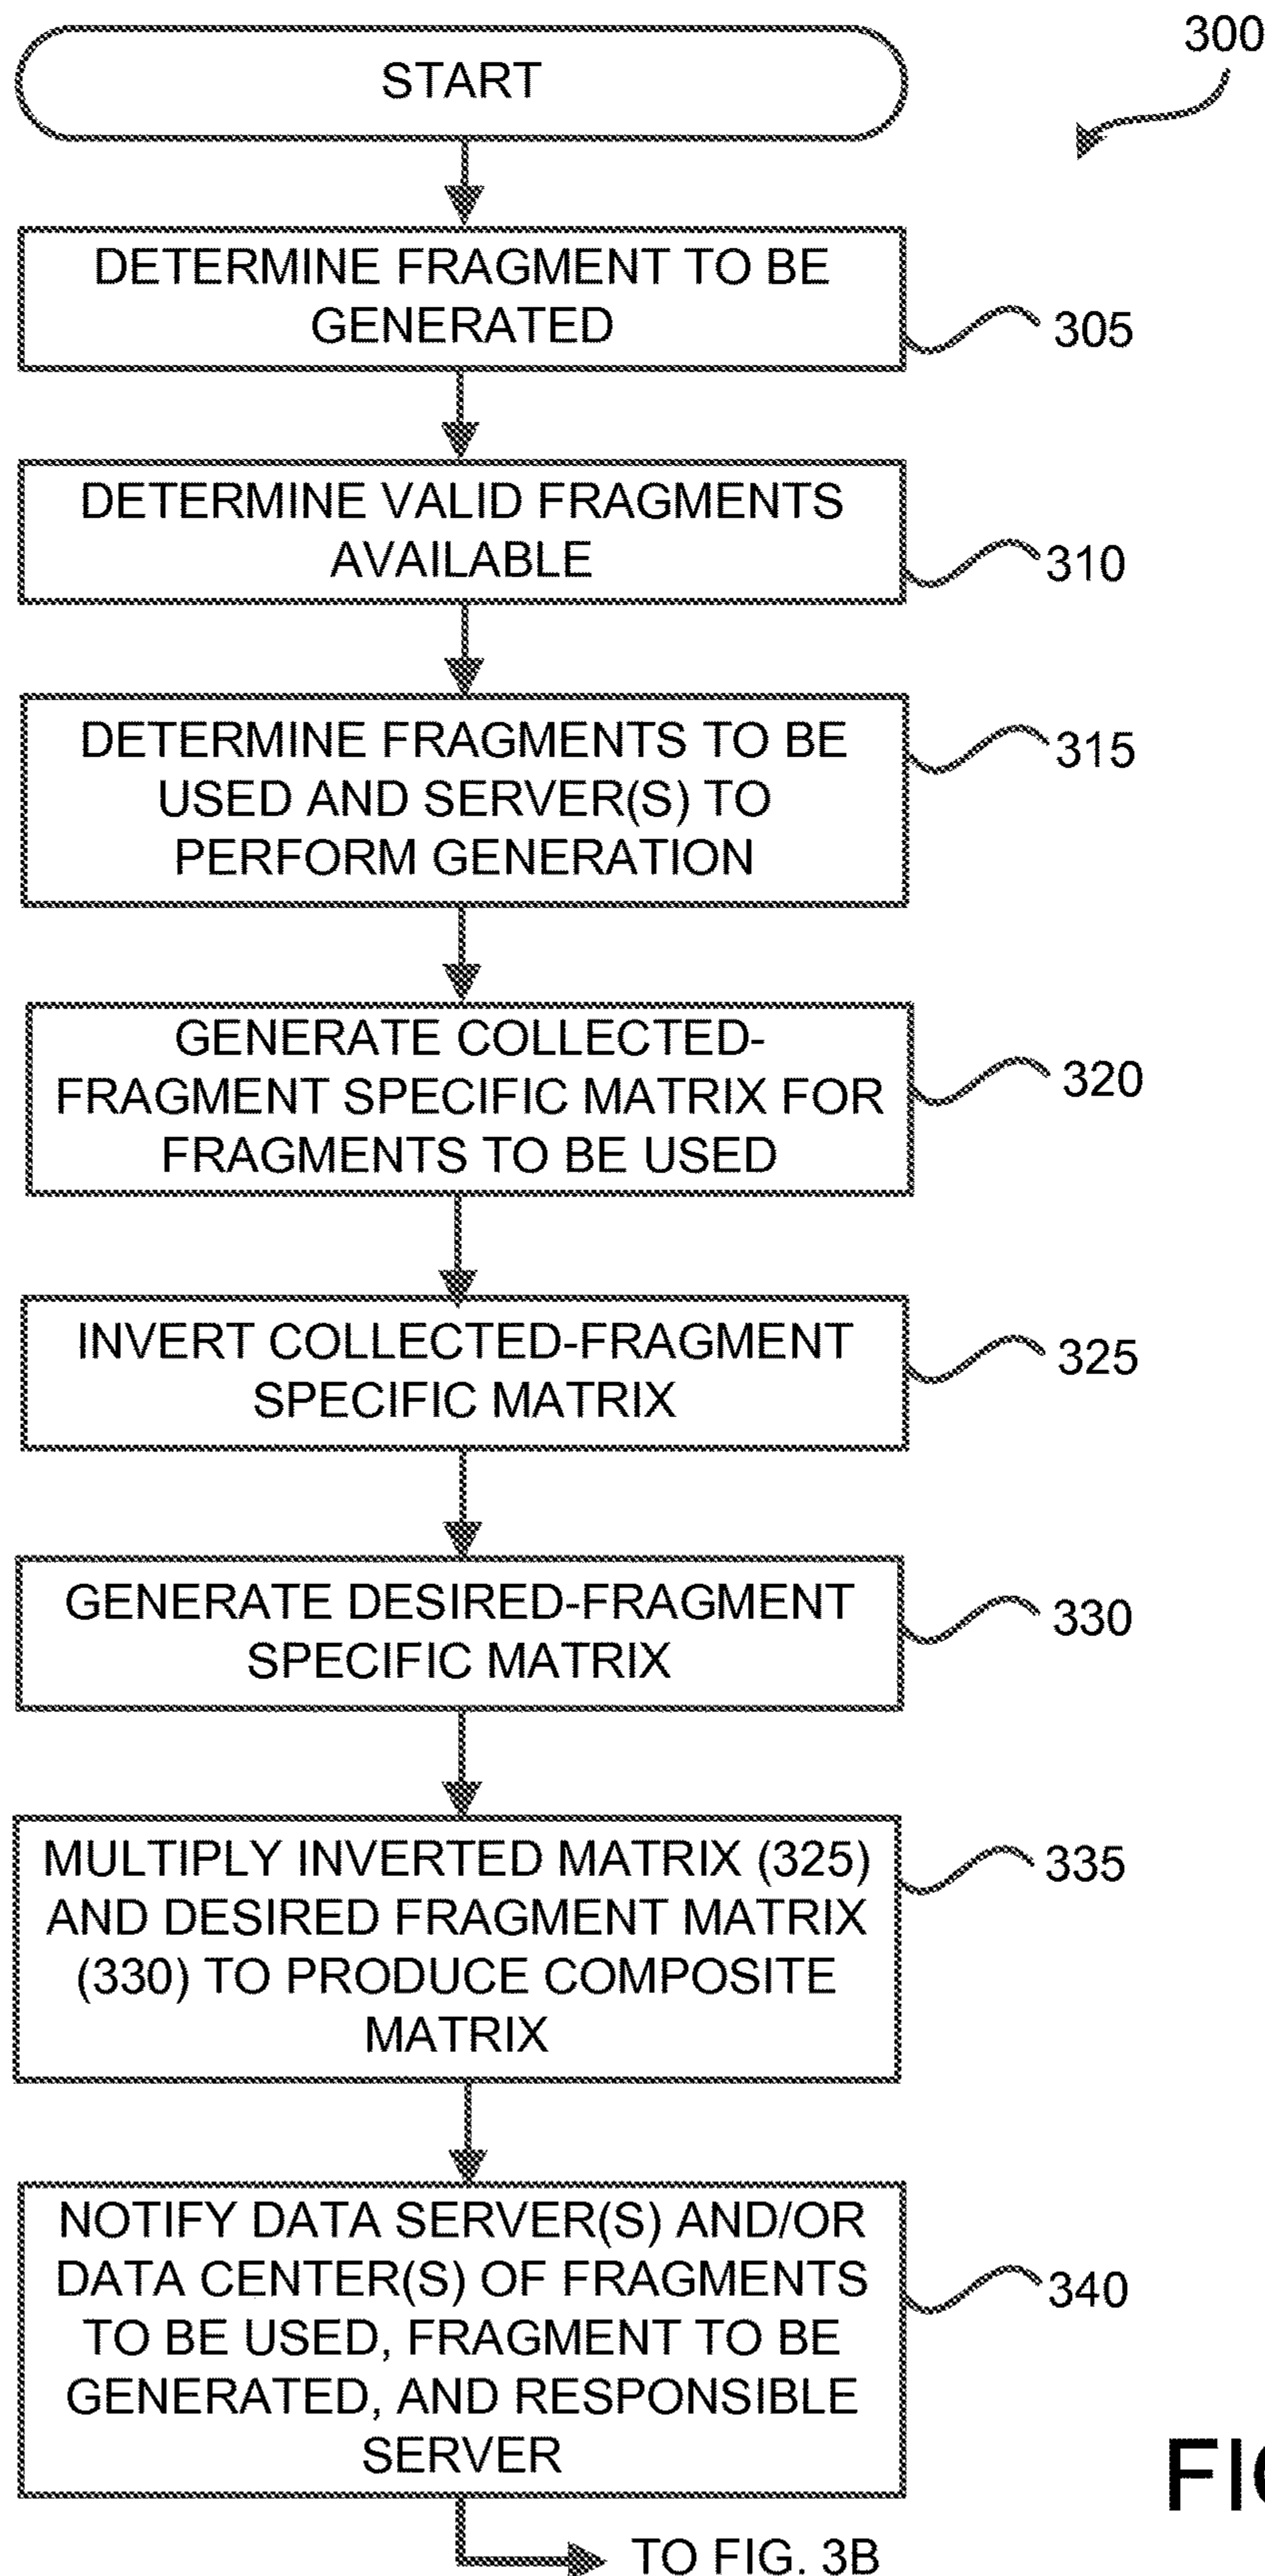 300
START
DETERMINE FRAGMENT TO BE
GENERATED
305
DETERMINE VALID FRAGMENTS
AVAILABLE
310
DETERMINE FRAGMENTS TO BE
USED AND SERVER(S) TO
PERFORM GENERATION
315
GENERATE COLLECTED-
FRAGMENT SPECIFIC MATRIX FOR
FRAGMENTS TO BE USED
320
INVERT COLLECTED-FRAGMENT
SPECIFIC MATRIX
325
GENERATE DESIRED-FRAGMENT
SPECIFIC MATRIX
330
MULTIPLY INVERTED MATRIX (325)
AND DESIRED FRAGMENT MATRIX
(330) TO PRODUCE COMPOSITE
MATRIX
335
NOTIFY DATA SERVER(S) AND/OR
DATA CENTER(S) OF FRAGMENTS
TO BE USED, FRAGMENT TO BE
GENERATED, AND RESPONSIBLE
SERVER
340
TO FIG. 3B